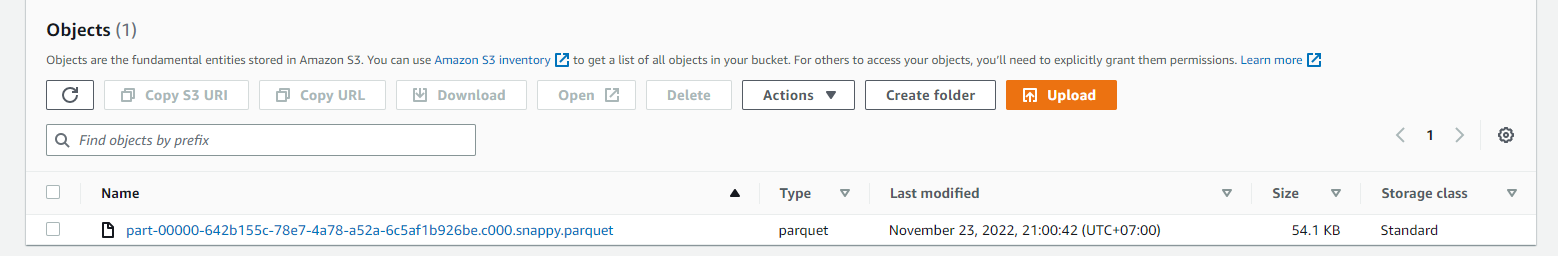 Objects (1)
Objects are the fundamental entities stored in Amazon S3. You can use Amazon S3 inventory to get a list of all objects in your bucket. For others to access your objects, you'll need to explicitly grant them permissions. Learn more
Copy S3 URI Copy URL Download Open Delete Actions Create folder Upload
Find objects by prefix 1
Name Type Last modified Size Storage class
part-00000-642b155c-78e7-4a78-a52a-6c5af1b926be.c000.snappy.parquet parquet November 23, 2022, 21:00:42 (UTC+07:00) 54.1 KB Standard